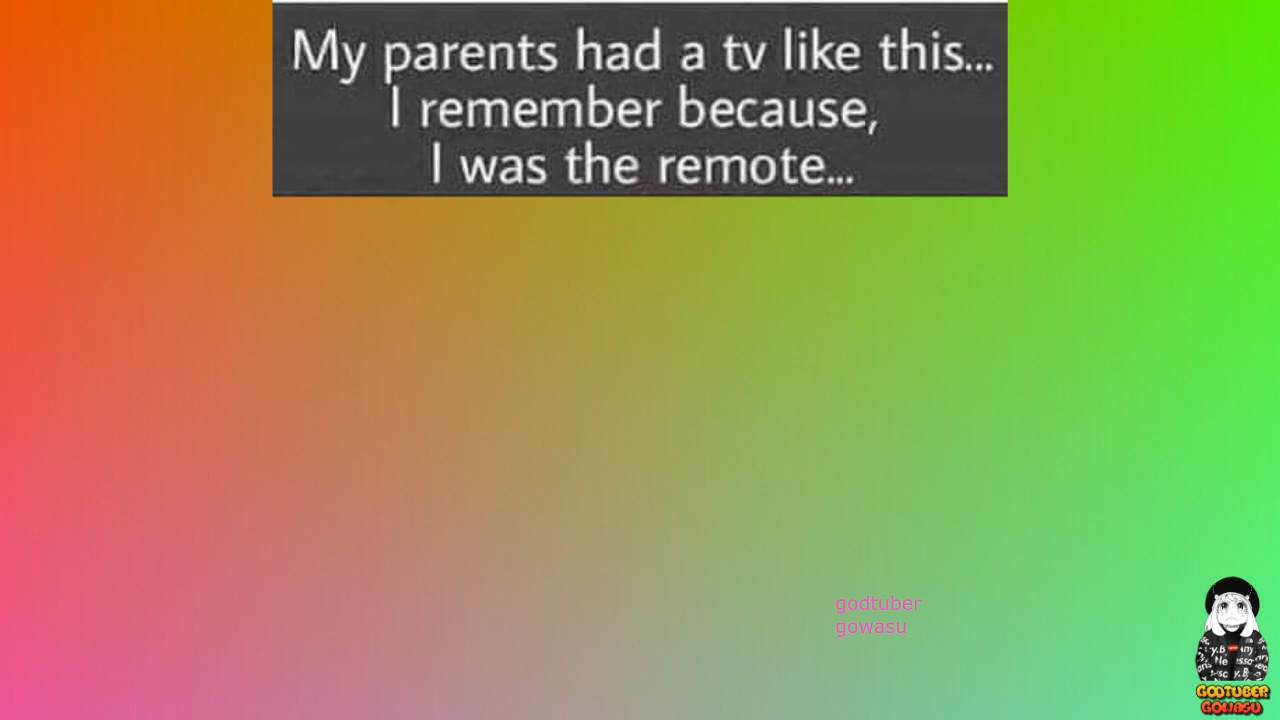 My parents had a tv like this...
I remember because,
I was the remote...
godtuber
gowasu
GODTUBER
GOWASU